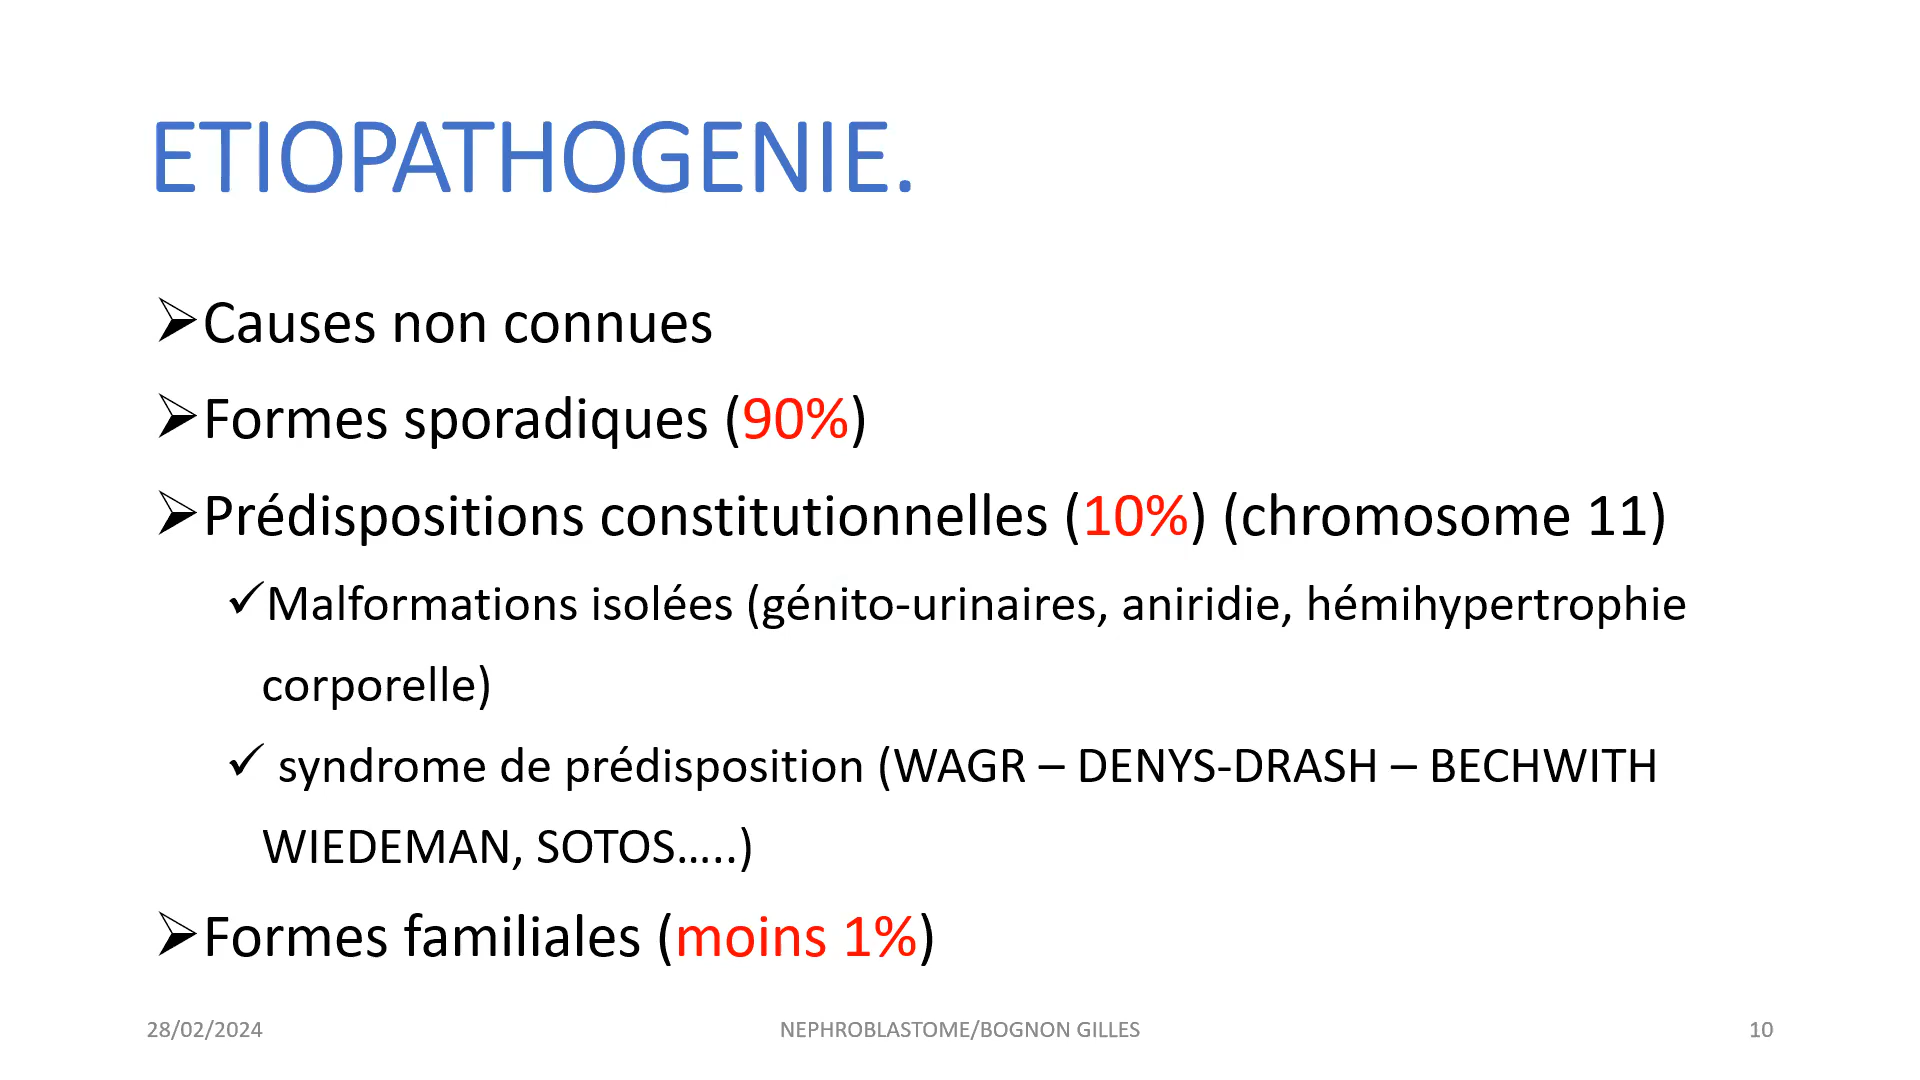 ETIOPATHOGENIE.
➢Causes non connues
➢Formes sporadiques (90%)
➢Prédispositions constitutionnelles (10%) (chromosome 11)
✓Malformations isolées (génito-urinaires, aniridie, hémihypertrophie
corporelle)
✓ syndrome de prédisposition (WAGR – DENYS-DRASH – BECHWITH
WIEDEMAN, SOTOS…..)
➢Formes familiales (moins 1%)
28/02/2024 NEPHROBLASTOME/BOGNON GILLES 10